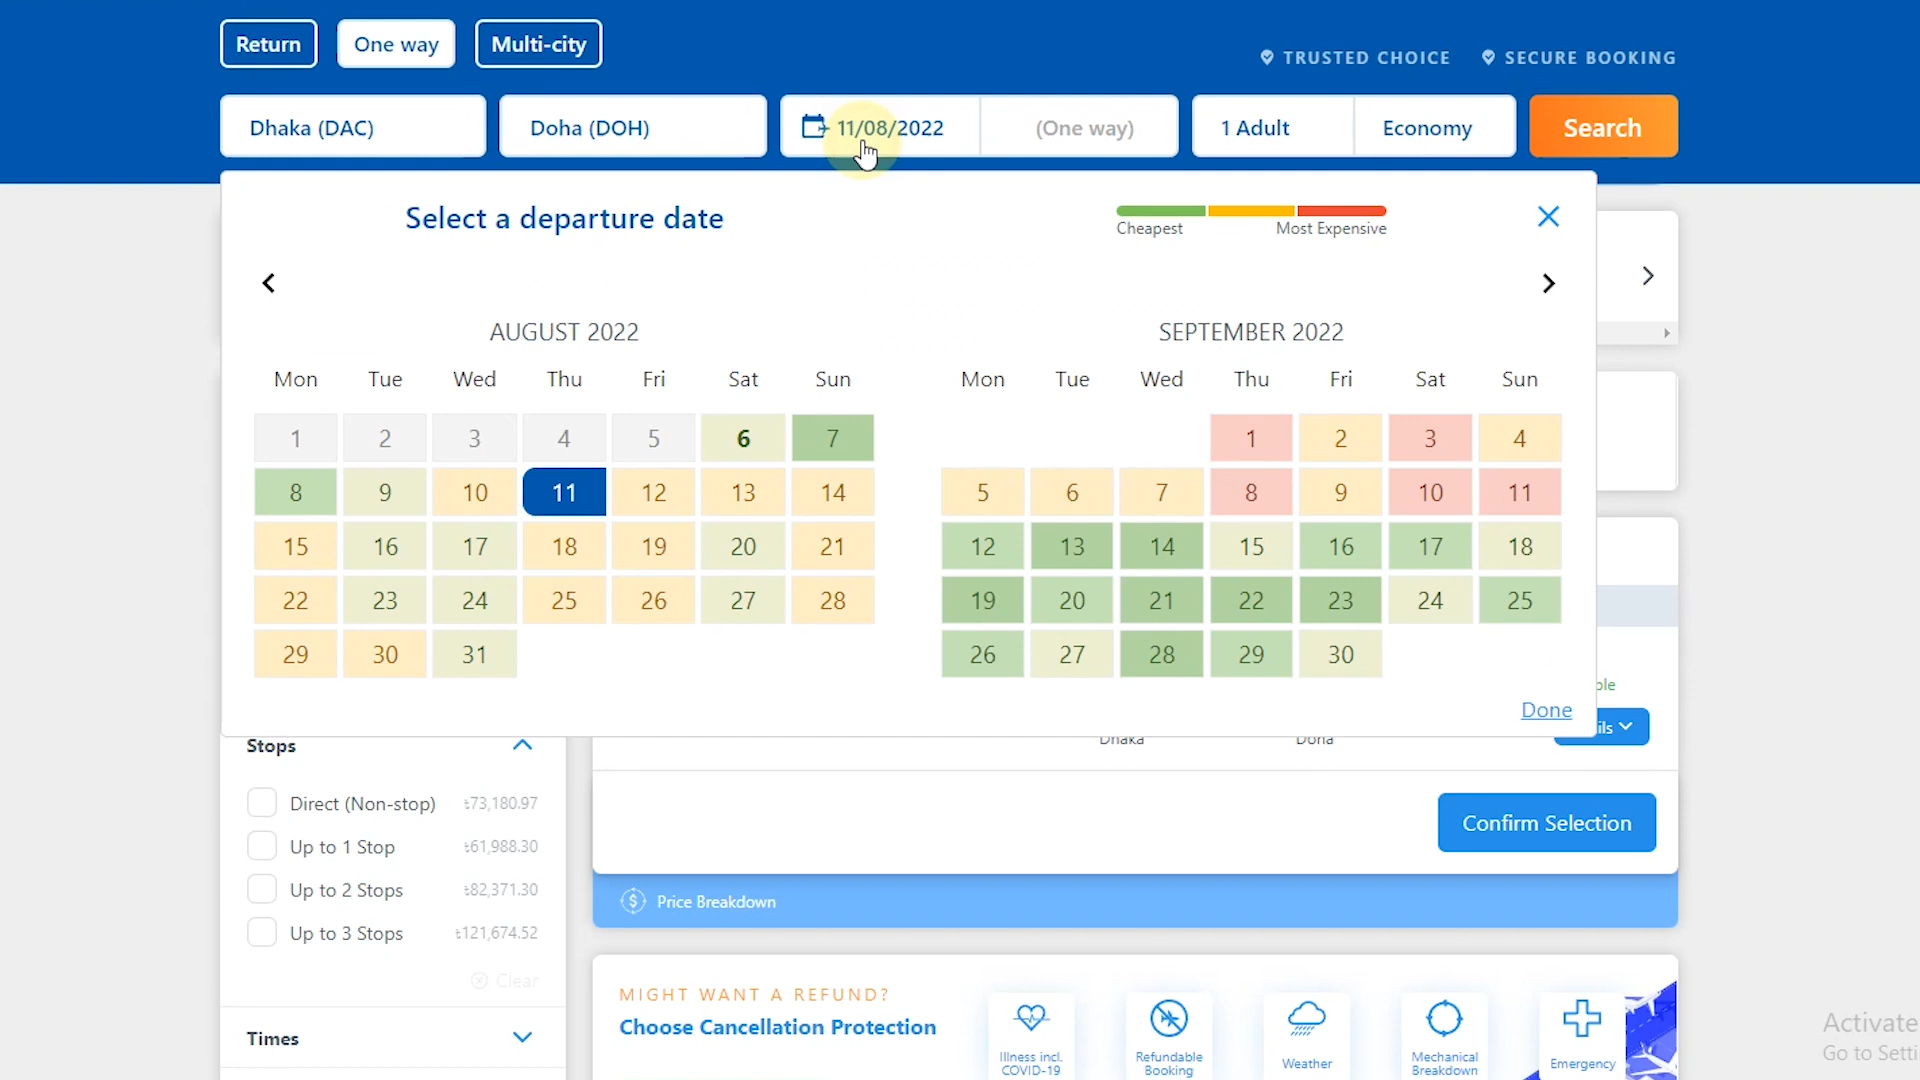 Return
One way
Multi-city
TRUSTED CHOICE
SECURE BOOKING
Dhaka (DAC)
Doha (DOH)
11/08/2022
(One way)
1 Adult
Economy
Search
Select a departure date
Cheapest
Most Expensive
AUGUST 2022
Mon Tue Wed Thu Fri Sat Sun
1 2 3 4 5 6 7
8 9 10 11 12 13 14
15 16 17 18 19 20 21
22 23 24 25 26 27 28
29 30 31
SEPTEMBER 2022
Mon Tue Wed Thu Fri Sat Sun
1 2 3 4
5 6 7 8 9 10 11
12 13 14 15 16 17 18
19 20 21 22 23 24 25
26 27 28 29 30
Done
Dhaka
Doha
Stops
Direct (Non-stop) ৳73,180.97
Up to 1 Stop ৳61,988.30
Up to 2 Stops ৳82,371.30
Up to 3 Stops ৳121,674.52
Clear
Times
Confirm Selection
Price Breakdown
MIGHT WANT A REFUND?
Choose Cancellation Protection
Illness incl.
COVID-19
Refundable
Booking
Weather
Mechanical
Breakdown
Emergency
Activate
Go to Setti